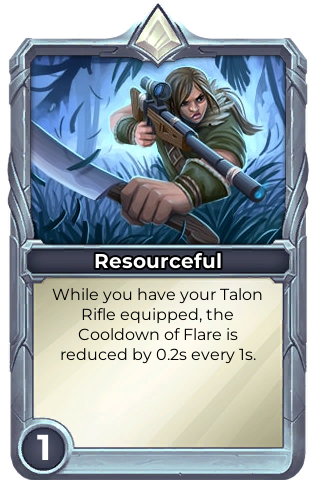 Resourceful
While you have your Talon
Rifle equipped, the
Cooldown of Flare is
reduced by 0.2s every 1s.
1